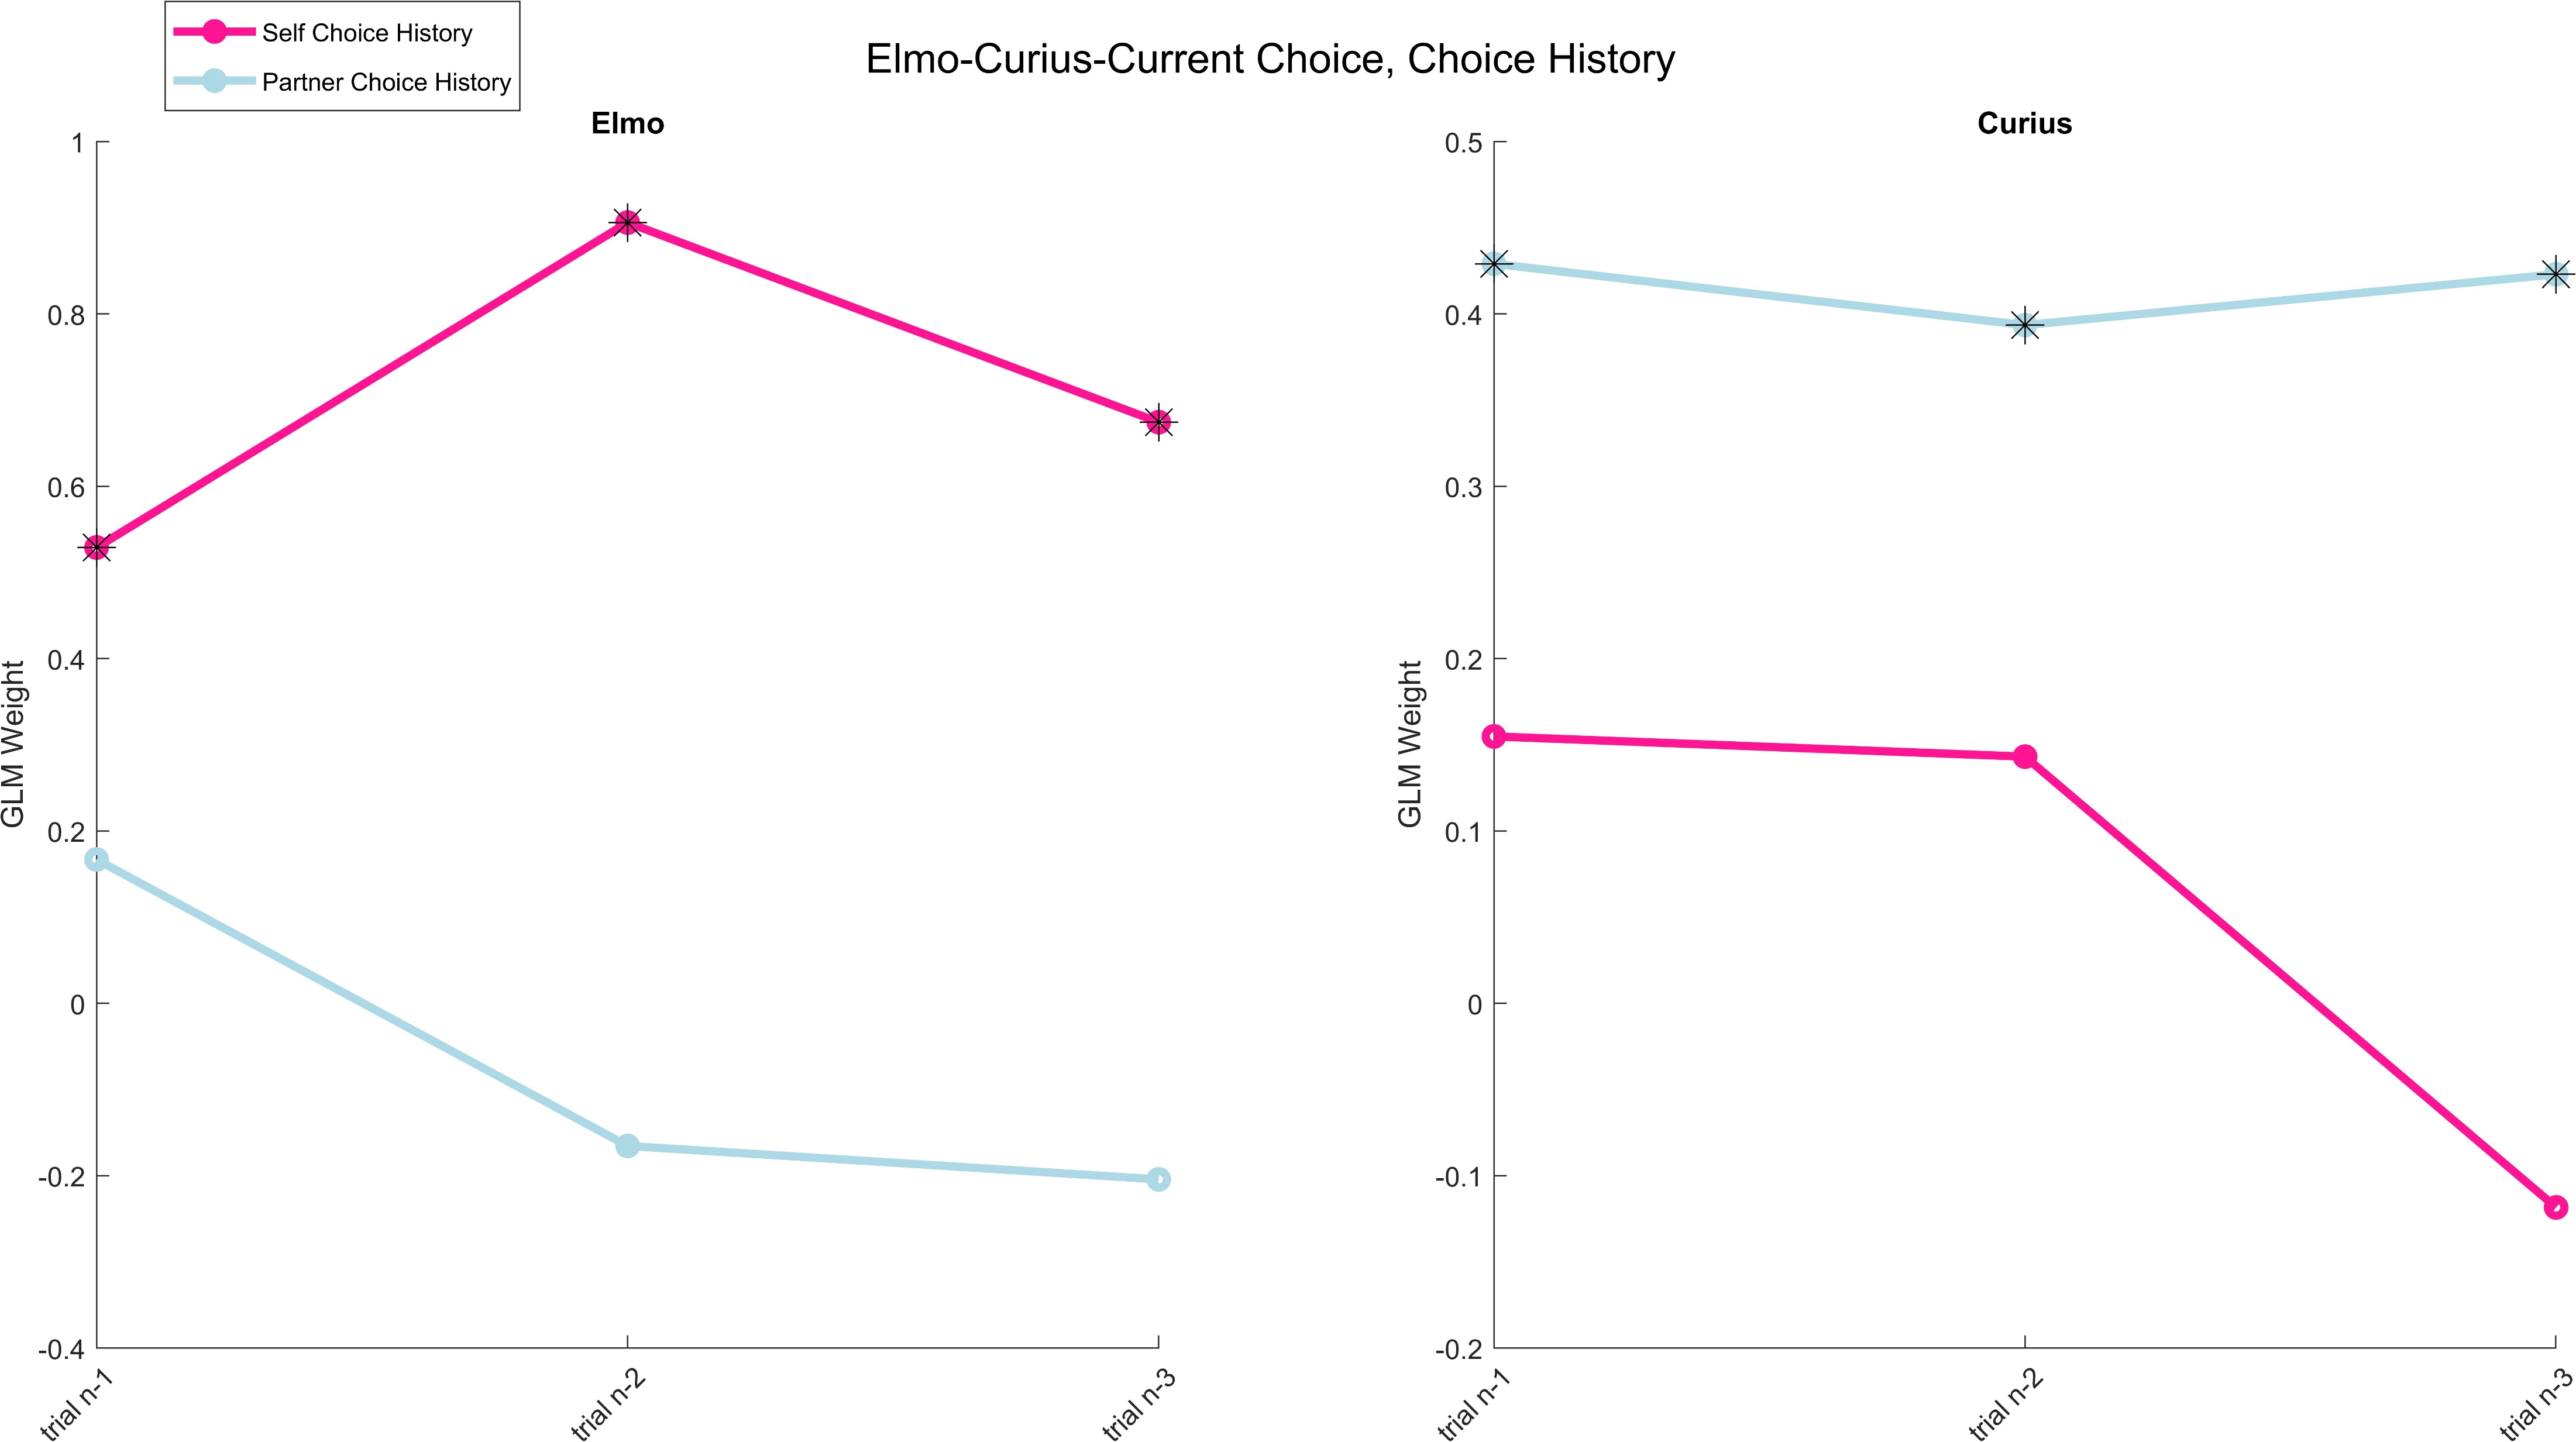 Self Choice History
Partner Choice History
Elmo-Curius-Current Choice, Choice History
Elmo
GLM Weight
1
0.8
0.6
0.4
0.2
0
-0.2
-0.4
trial n-1
trial n-2
trial n-3
Curius
GLM Weight
0.5
0.4
0.3
0.2
0.1
0
-0.1
-0.2
trial n-1
trial n-2
trial n-3